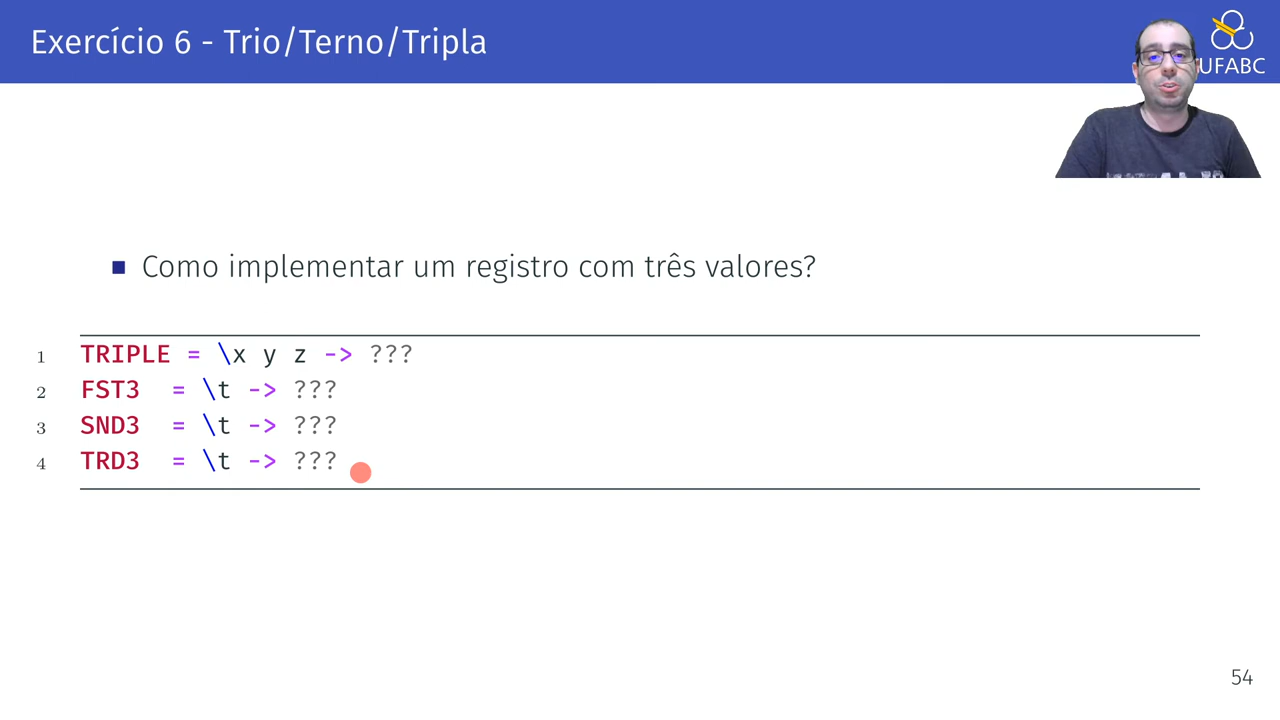 Exercício 6 - Trio/Terno/Tripla
UFABC
■ Como implementar um registro com três valores?
1 TRIPLE = \x y z -> ???
2 FST3 = \t -> ???
3 SND3 = \t -> ???
4 TRD3 = \t -> ???
54